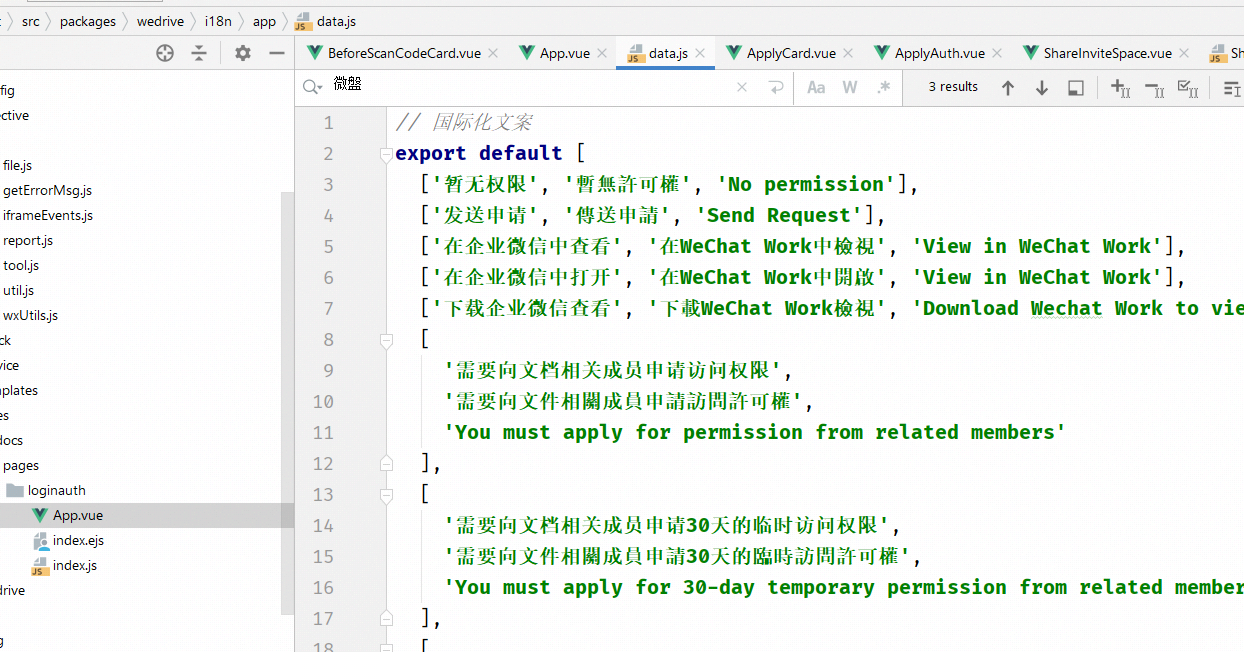 src packages wedrive i18n app data.js
BeforeScanCodeCard.vue App.vue data.js ApplyCard.vue ApplyAuth.vue ShareInviteSpace.vue
微盤 Aa W .* 3 results
file.js
getErrorMsg.js
iframeEvents.js
report.js
tool.js
util.js
wxUtils.js
pages
loginauth
App.vue
index.ejs
index.js
1 // 国际化文案
2 export default [
3 ['暂无权限', '暫無許可權', 'No permission'],
4 ['发送申请', '傳送申請', 'Send Request'],
5 ['在企业微信中查看', '在WeChat Work中檢視', 'View in WeChat Work'],
6 ['在企业微信中打开', '在WeChat Work中開啟', 'View in WeChat Work'],
7 ['下载企业微信查看', '下載WeChat Work檢視', 'Download Wechat Work to vie
8 [
9 '需要向文档相关成员申请访问权限',
10 '需要向文件相關成員申請訪問許可權',
11 'You must apply for permission from related members'
12 ],
13 [
14 '需要向文档相关成员申请30天的临时访问权限',
15 '需要向文件相關成員申請30天的臨時訪問許可權',
16 'You must apply for 30-day temporary permission from related member
17 ],
18 [